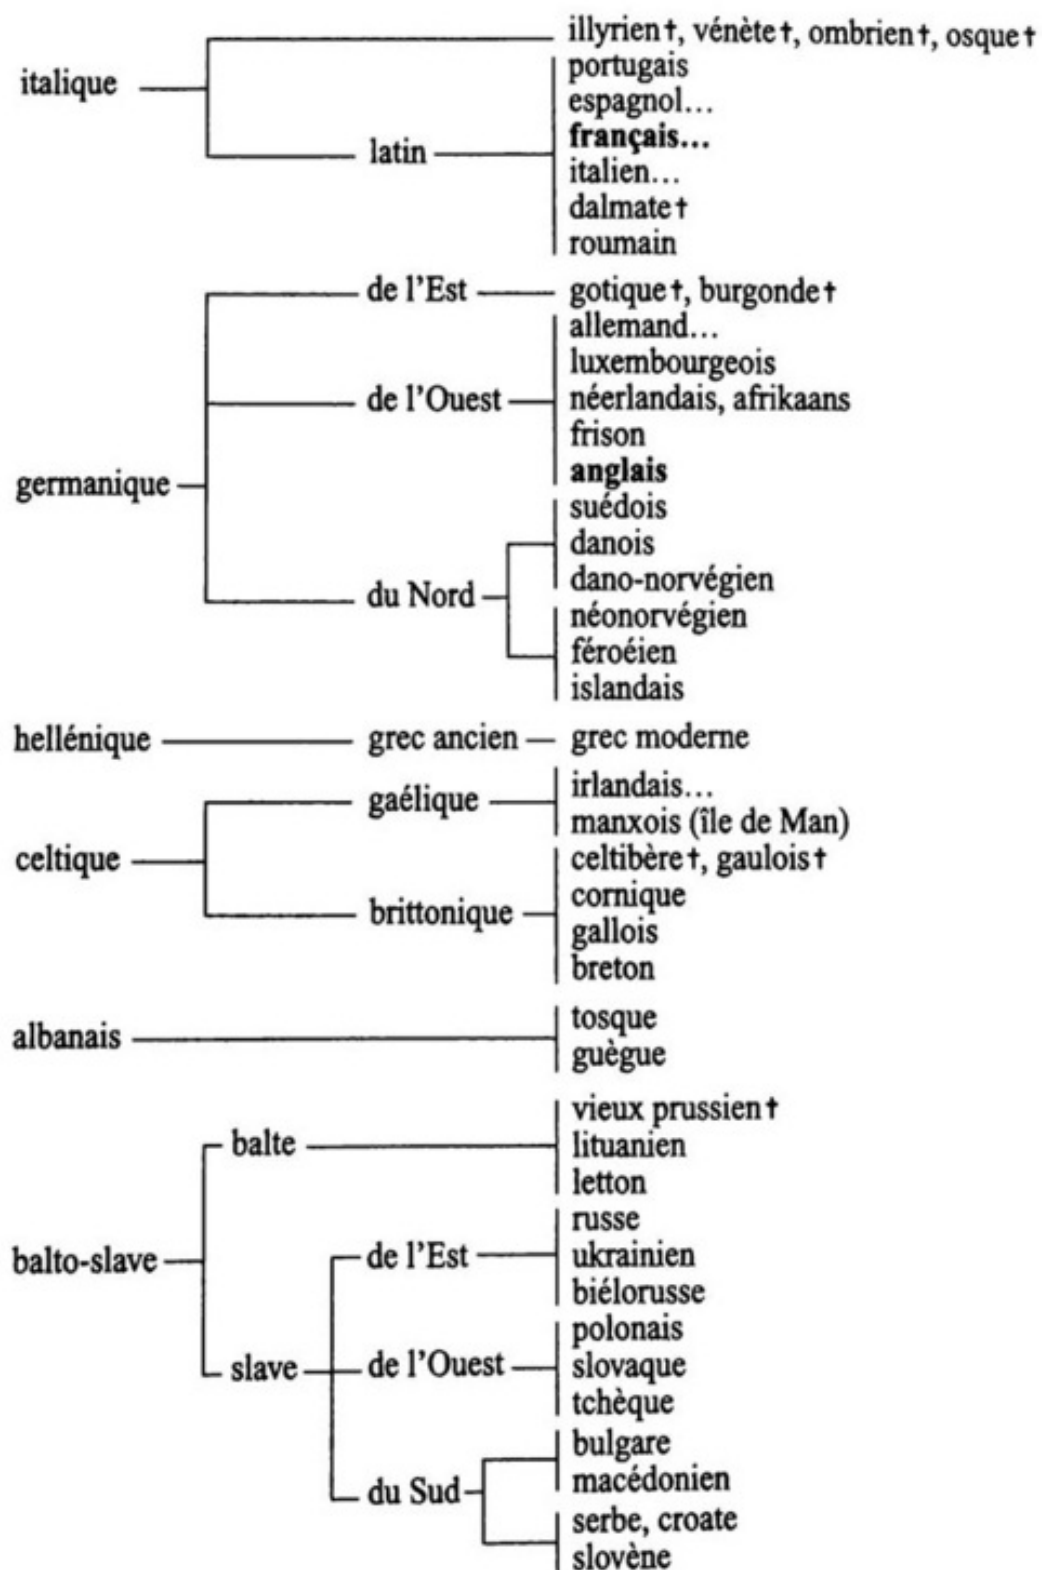 illyrien†, vénète†, ombrien†, osque†
italique
portugais
espagnol...
français...
latin
italien...
dalmate†
roumain
de l'Est
gotique†, burgonde†
allemand...
luxembourgeois
de l'Ouest
néerlandais, afrikaans
frison
anglais
germanique
suédois
danois
dano-norvégien
du Nord
néonorvégien
féroéien
islandais
hellénique
grec ancien
grec moderne
gaélique
irlandais...
manxois (île de Man)
celtique
celtibère†, gaulois†
cornique
brittonique
gallois
breton
albanais
tosque
guègue
vieux prussien†
balte
lituanien
letton
balto-slave
russe
de l'Est
ukrainien
biélorusse
polonais
slave
de l'Ouest
slovaque
tchèque
bulgare
macédonien
du Sud
serbe, croate
slovène